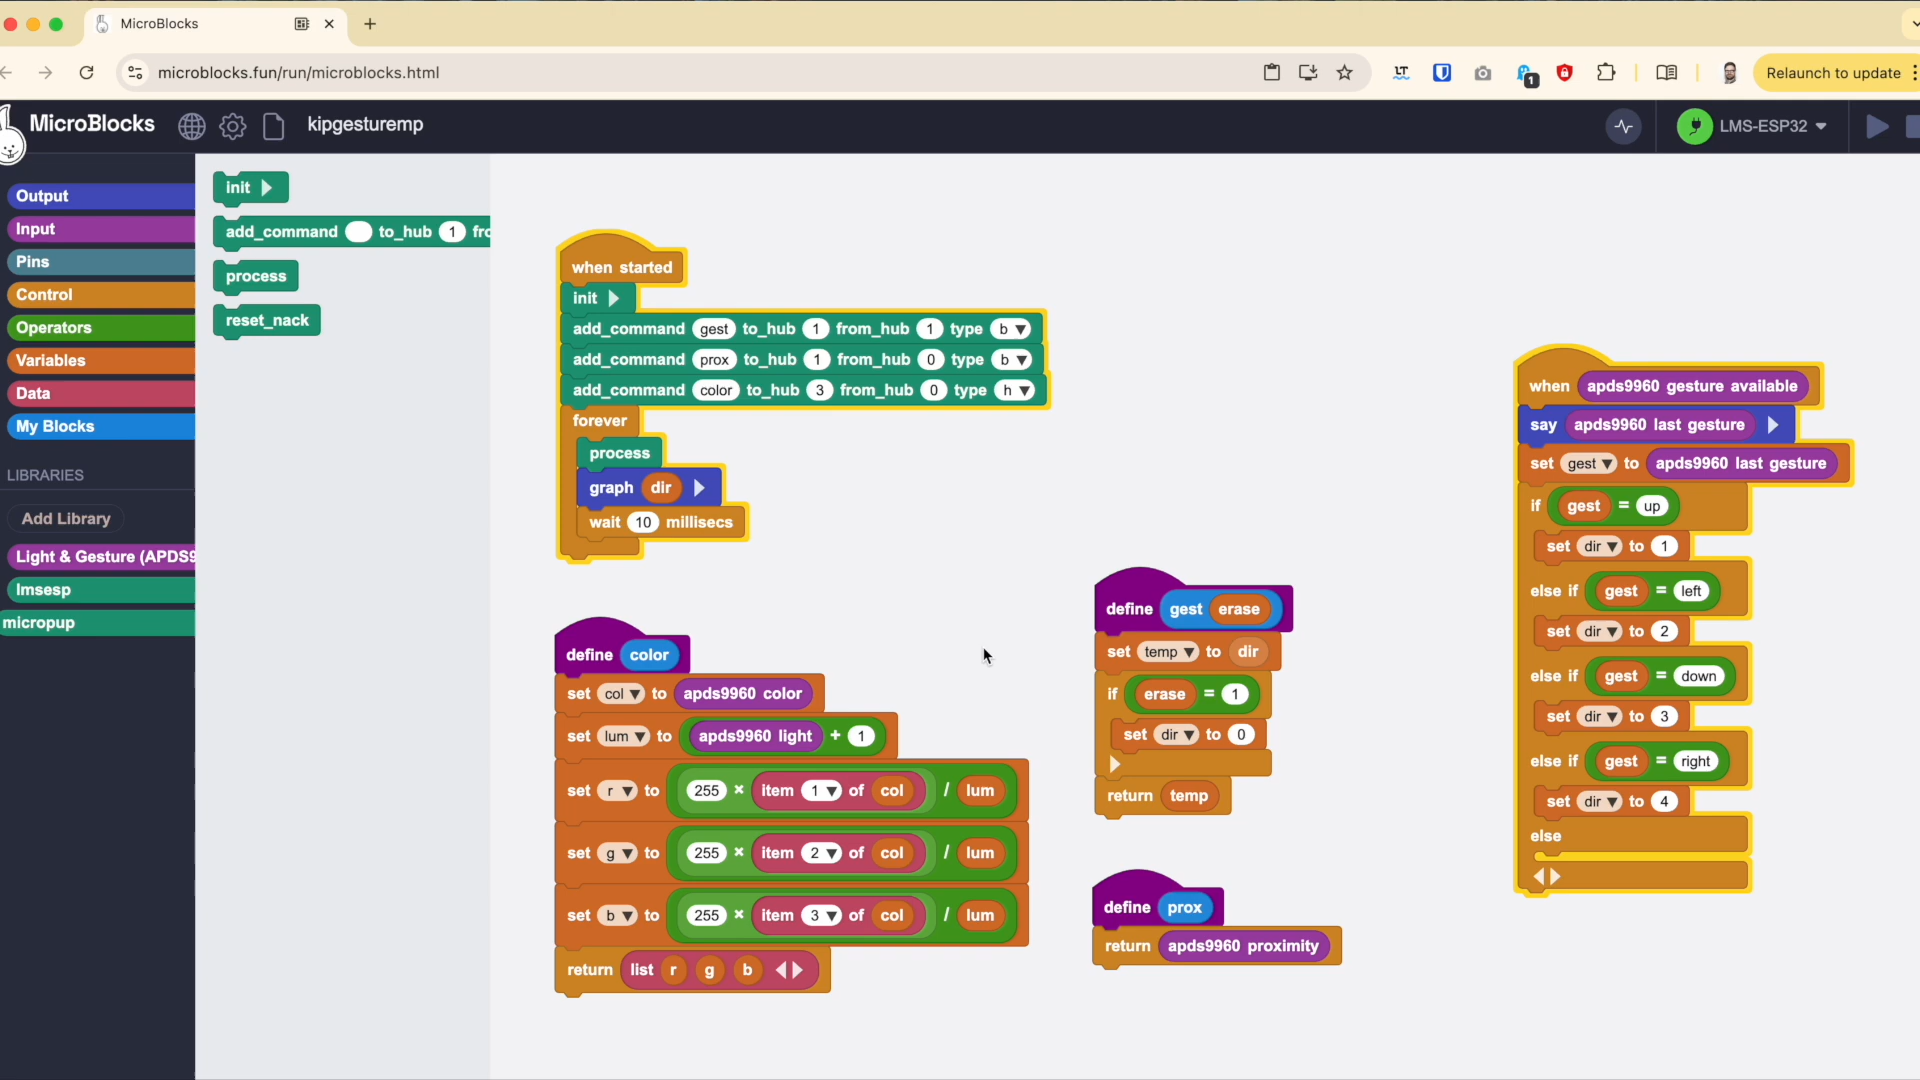 MicroBlocks
microblocks.fun/run/microblocks.html
LT
1
Relaunch to update
MicroBlocks
kipgesturemp
LMS-ESP32
Output
Input
Pins
Control
Operators
Variables
Data
My Blocks
LIBRARIES
Add Library
Light & Gesture (APDS9
lmsesp
micropup
init
add_command to_hub 1 frc
process
reset_nack
when started
init
add_command gest to_hub 1 from_hub 1 type b
add_command prox to_hub 1 from_hub 0 type b
add_command color to_hub 3 from_hub 0 type h
forever
process
graph dir
wait 10 millisecs
define color
set col to apds9960 color
set lum to apds9960 light + 1
set r to 255 × item 1 of col / lum
set g to 255 × item 2 of col / lum
set b to 255 × item 3 of col / lum
return list r g b
define gest erase
set temp to dir
if erase = 1
set dir to 0
return temp
define prox
return apds9960 proximity
when apds9960 gesture available
say apds9960 last gesture
set gest to apds9960 last gesture
if gest = up
set dir to 1
else if gest = left
set dir to 2
else if gest = down
set dir to 3
else if gest = right
set dir to 4
else